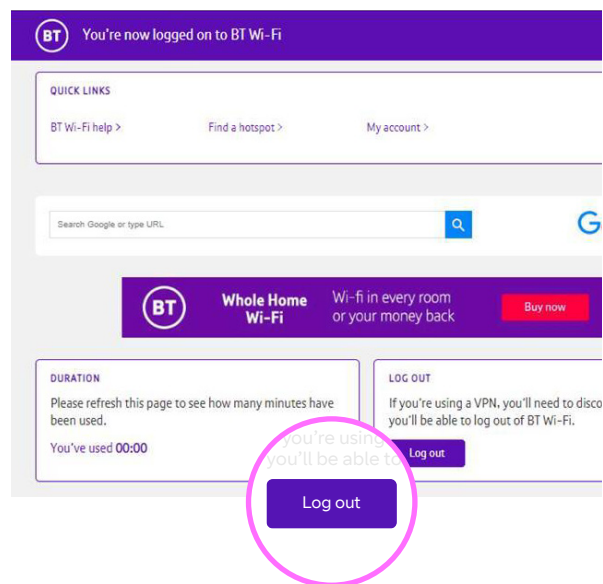 BT You're now logged on to BT Wi-Fi
QUICK LINKS
BT Wi-Fi help > Find a hotspot > My account >
Search Google or type URL G
BT Whole Home Wi-Fi in every room Buy now
Wi-Fi or your money back
DURATION
Please refresh this page to see how many minutes have
been used.
You've used 00:00
LOG OUT
If you're using a VPN, you'll need to disco
you'll be able to log out of BT Wi-Fi.
Log out
you're using
you'll be able to
Log out